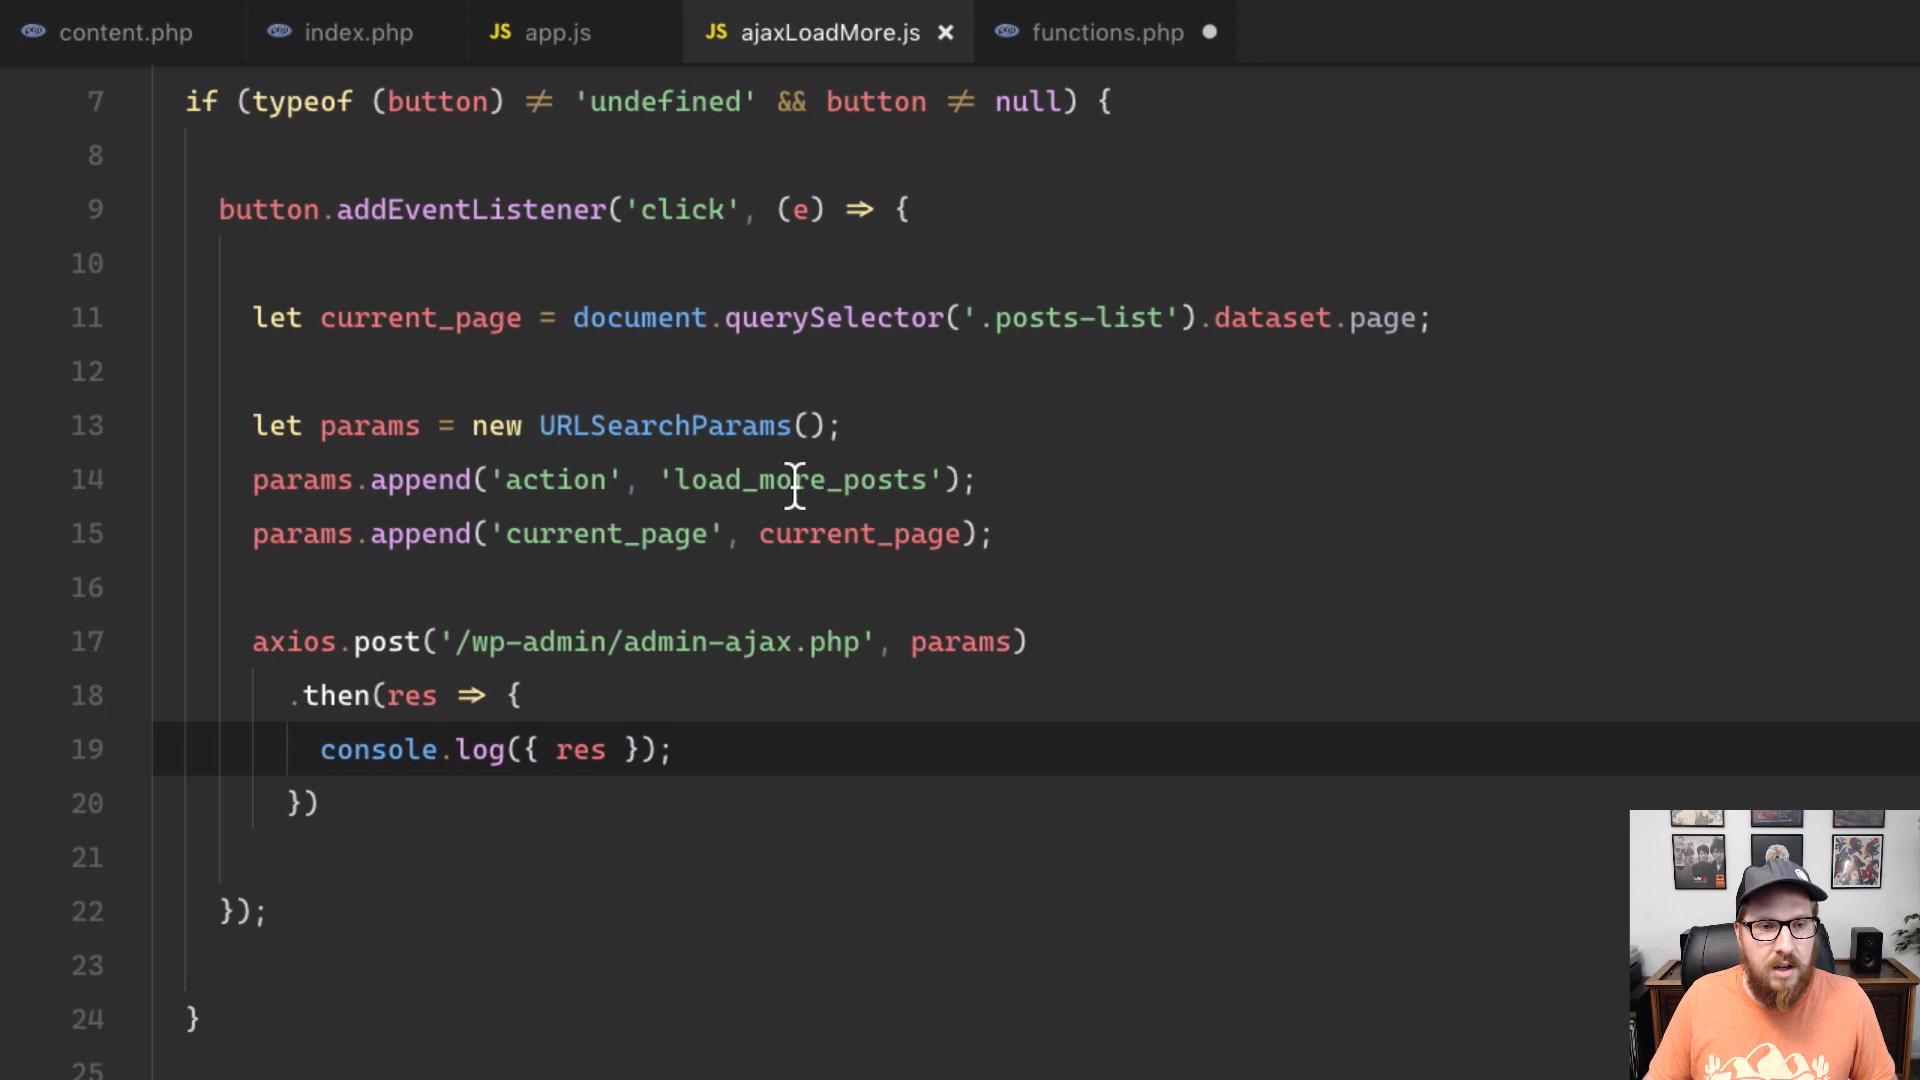 content.php
index.php
JS app.js
JS ajaxLoadMore.js ×
functions.php
7 if (typeof (button) ≠ 'undefined' && button ≠ null) {
8
9 button.addEventListener('click', (e) ⇒ {
10
11 let current_page = document.querySelector('.posts-list').dataset.page;
12
13 let params = new URLSearchParams();
14 params.append('action', 'load_more_posts');
15 params.append('current_page', current_page);
16
17 axios.post('/wp-admin/admin-ajax.php', params)
18 .then(res ⇒ {
19 console.log({ res });
20 })
21
22 });
23
24 }
25